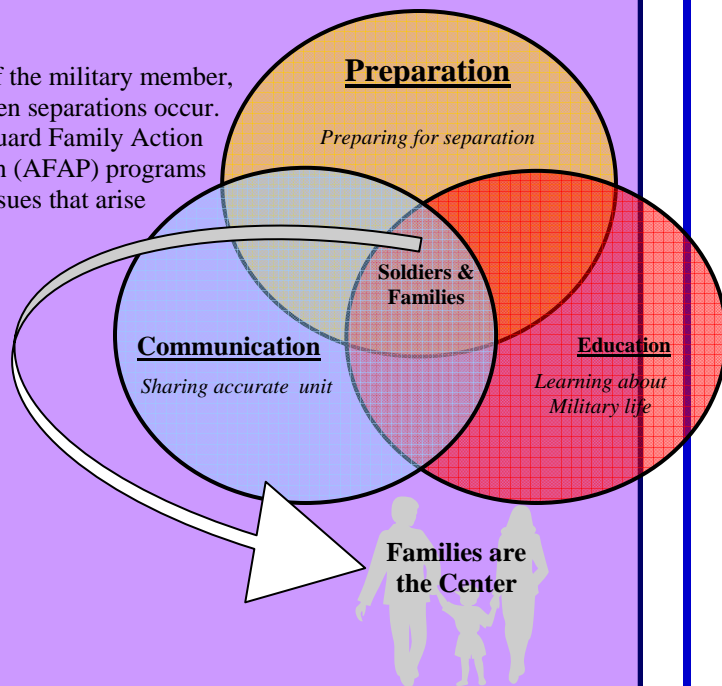 f the military member,
en separations occur.
uard Family Action
n (AFAP) programs
sues that arise
Preparation
Preparing for separation
Soldiers &
Families
Communication
Sharing accurate  unit
Education
Learning about
Military life
Families are
the Center